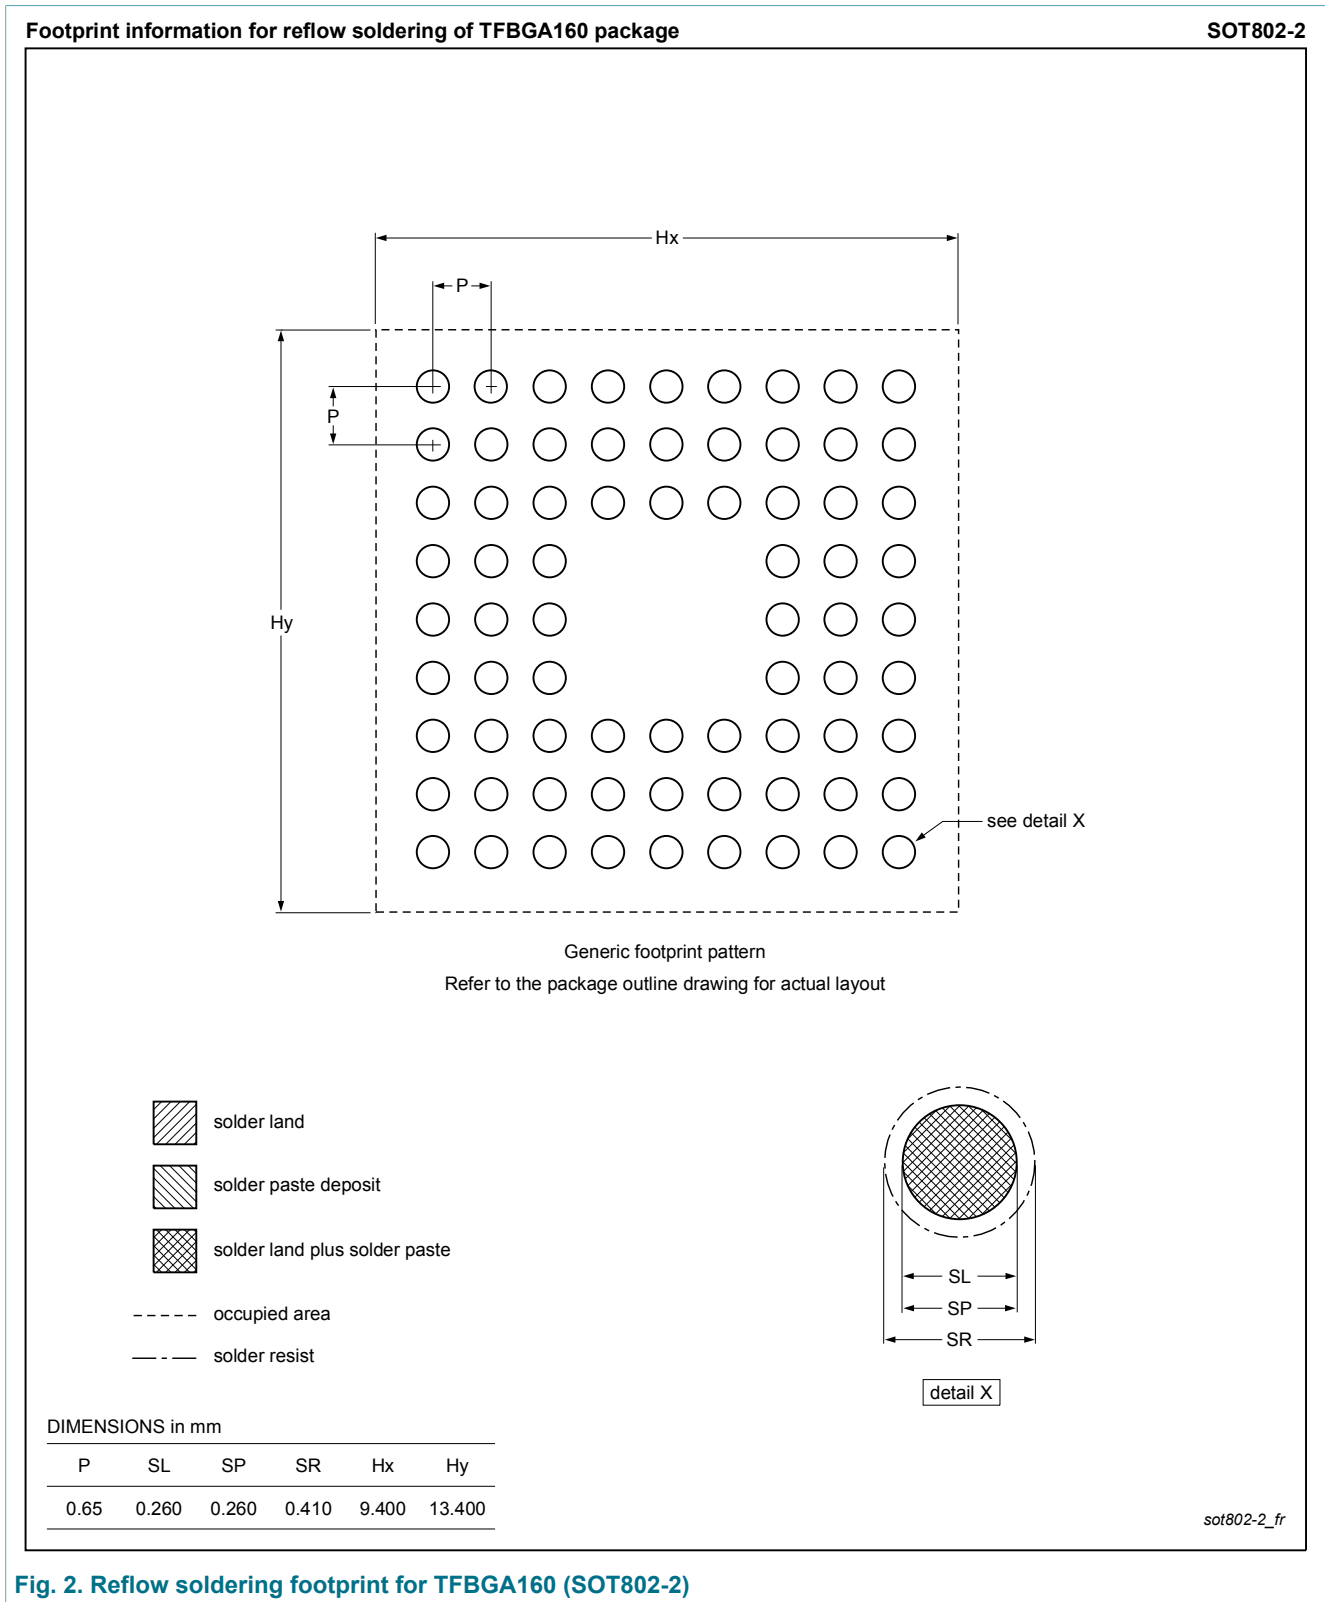 Footprint information for reflow soldering of TFBGA160 package SOT802-2
Hx
P
P
Hy
see detail X
Generic footprint pattern
Refer to the package outline drawing for actual layout
solder land
solder paste deposit
solder land plus solder paste
occupied area
solder resist
SL
SP
SR
detail X
DIMENSIONS in mm
P SL SP SR Hx Hy
0.65 0.260 0.260 0.410 9.400 13.400
sot802-2_fr
Fig. 2. Reflow soldering footprint for TFBGA160 (SOT802-2)